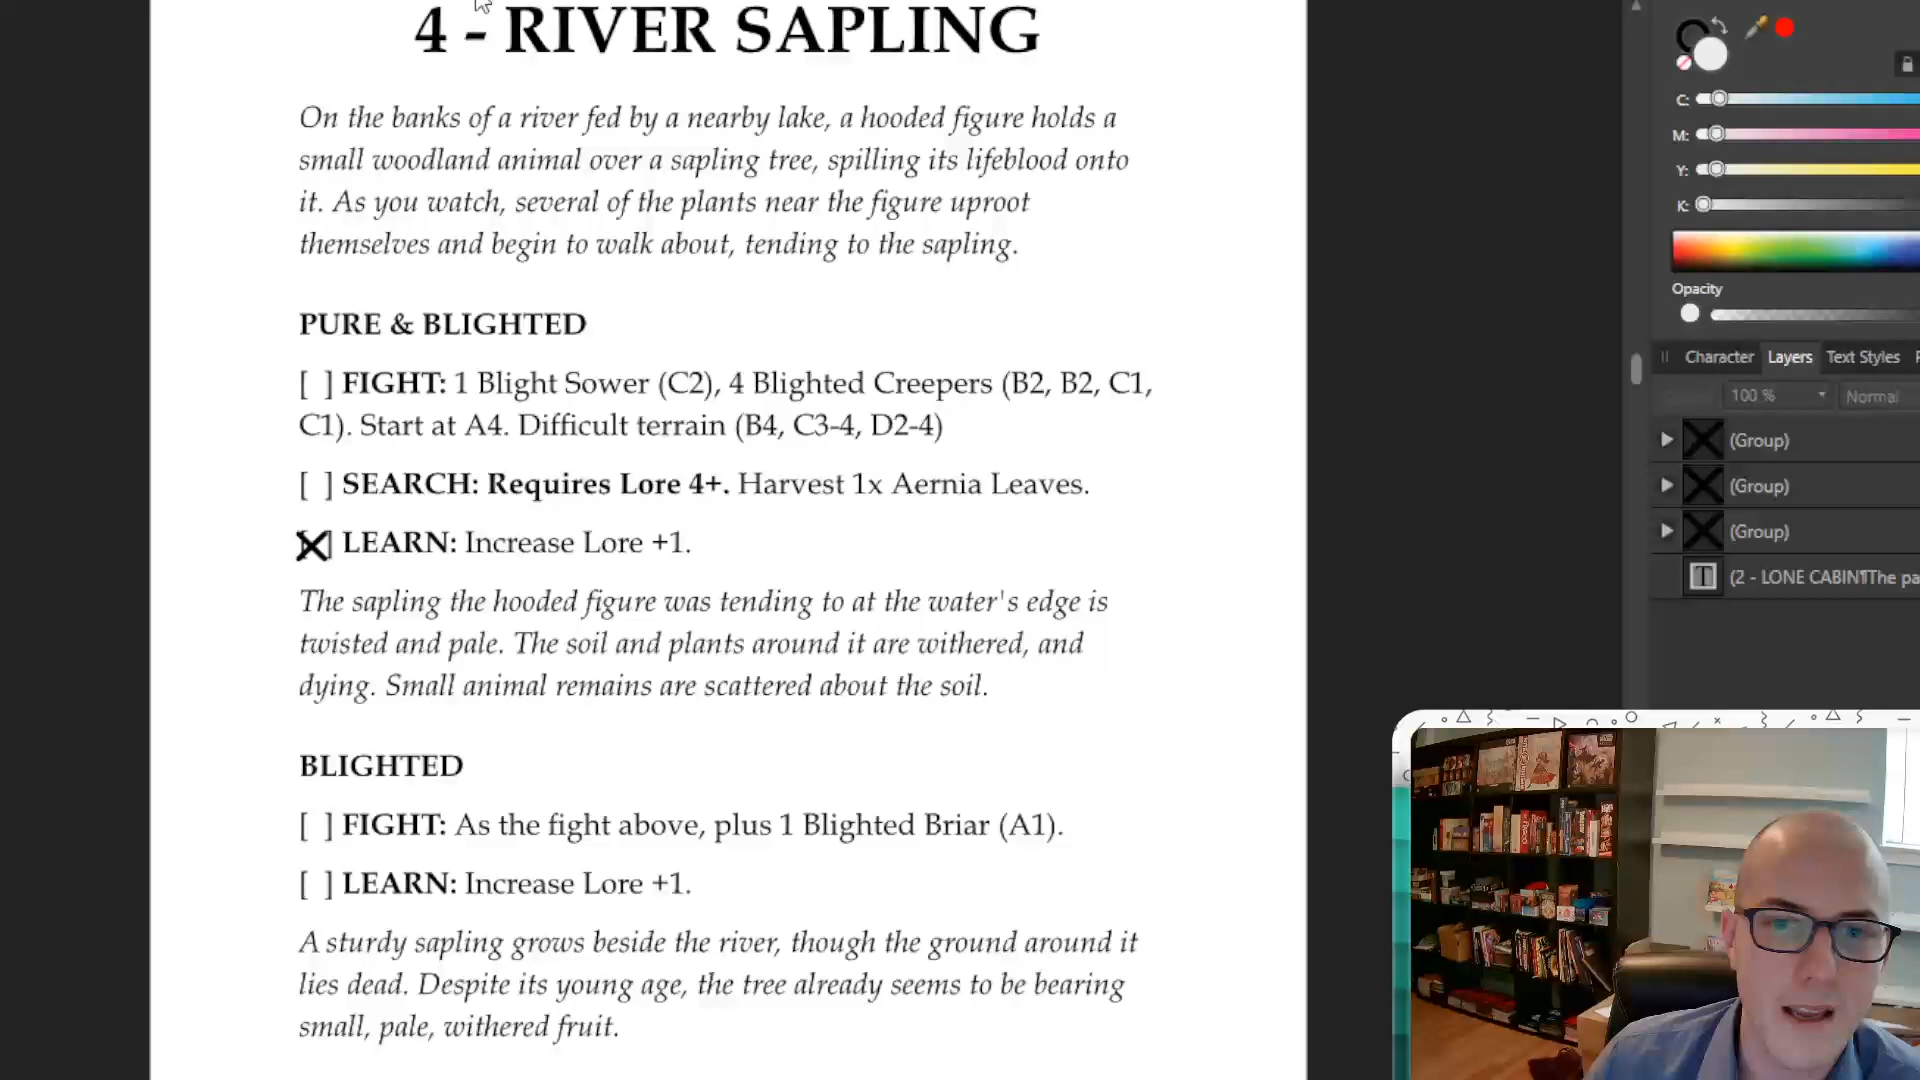 4 - RIVER SAPLING
On the banks of a river fed by a nearby lake, a hooded figure holds a
small woodland animal over a sapling tree, spilling its lifeblood onto
it. As you watch, several of the plants near the figure uproot
themselves and begin to walk about, tending to the sapling.
PURE & BLIGHTED
[ ] FIGHT: 1 Blight Sower (C2), 4 Blighted Creepers (B2, B2, C1,
C1). Start at A4. Difficult terrain (B4, C3-4, D2-4)
[ ] SEARCH: Requires Lore 4+. Harvest 1x Aernia Leaves.
[X] LEARN: Increase Lore +1.
The sapling the hooded figure was tending to at the water's edge is
twisted and pale. The soil and plants around it are withered, and
dying. Small animal remains are scattered about the soil.
BLIGHTED
[ ] FIGHT: As the fight above, plus 1 Blighted Briar (A1).
[ ] LEARN: Increase Lore +1.
A sturdy sapling grows beside the river, though the ground around it
lies dead. Despite its young age, the tree already seems to be bearing
small, pale, withered fruit.
C:
M:
Y:
K:
Opacity
Character Layers Text Styles
100 % Normal
(Group)
(Group)
(Group)
(2 - LONE CABIN¶The pa